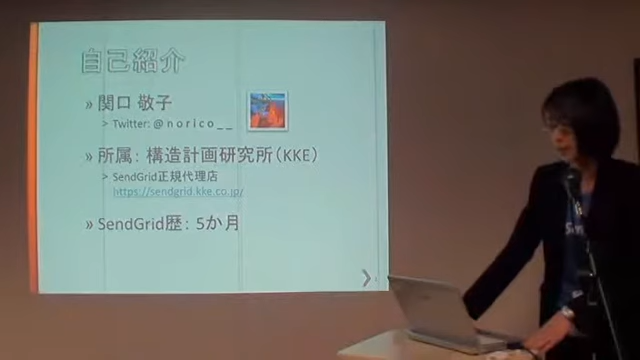 自己紹介
» 関口 敬子
> Twitter: @norico__
» 所属: 構造計画研究所(KKE)
> SendGrid正規代理店
https://sendgrid.kke.co.jp/
» SendGrid歴: 5か月